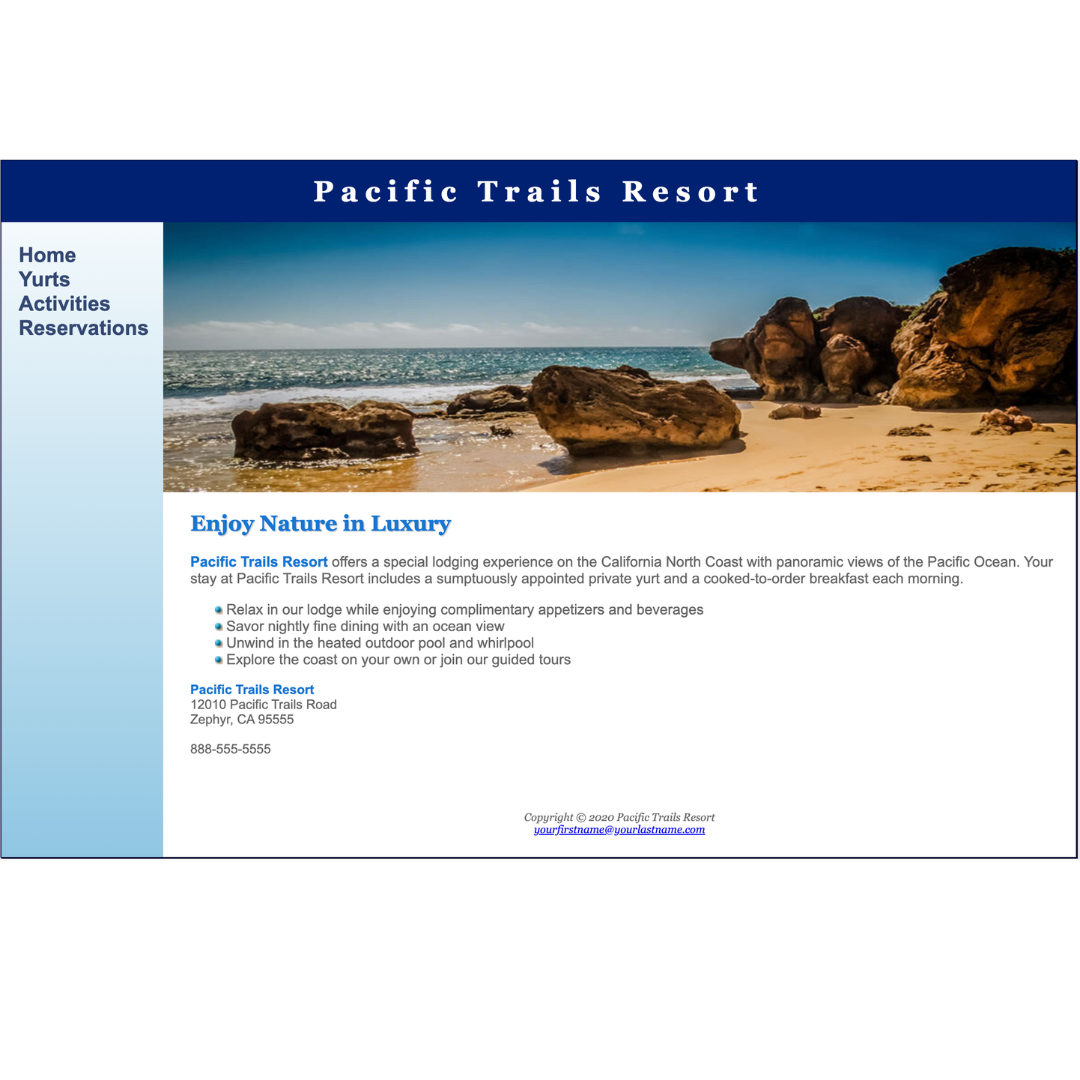 Pacific Trails Resort
Home
Yurts
Activities
Reservations
Enjoy Nature in Luxury
Pacific Trails Resort offers a special lodging experience on the California North Coast with panoramic views of the Pacific Ocean. Your
stay at Pacific Trails Resort includes a sumptuously appointed private yurt and a cooked-to-order breakfast each morning.
Relax in our lodge while enjoying complimentary appetizers and beverages
Savor nightly fine dining with an ocean view
Unwind in the heated outdoor pool and whirlpool
Explore the coast on your own or join our guided tours
Pacific Trails Resort
12010 Pacific Trails Road
Zephyr, CA 95555
888-555-5555
Copyright © 2020 Pacific Trails Resort
yourfirstname@yourlastname.com